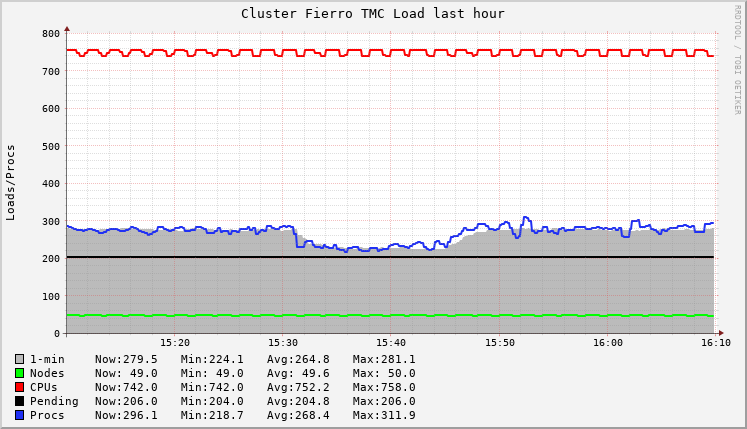 Cluster Fierro TMC Load last hour
RRDTOOL / TOBI OETIKER
Loads/Procs
800
700
600
500
400
300
200
100
0
15:20 15:30 15:40 15:50 16:00 16:10
1-min Now:279.5 Min:224.1 Avg:264.8 Max:281.1
Nodes Now: 49.0 Min: 49.0 Avg: 49.6 Max: 50.0
CPUs Now:742.0 Min:742.0 Avg:752.2 Max:758.0
Pending Now:206.0 Min:204.0 Avg:204.8 Max:206.0
Procs Now:296.1 Min:218.7 Avg:268.4 Max:311.9